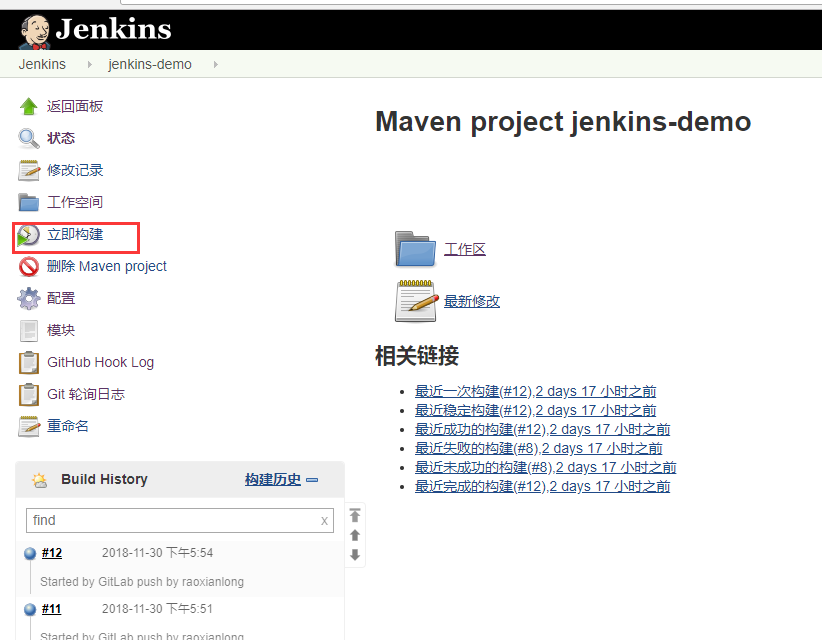 Jenkins
Jenkins jenkins-demo
返回面板
状态
修改记录
工作空间
立即构建
删除 Maven project
配置
模块
GitHub Hook Log
Git 轮询日志
重命名
Build History 构建历史
find x
#12 2018-11-30 下午5:54
Started by GitLab push by raoxianlong
#11 2018-11-30 下午5:51
Started by GitLab push by raoxianlong
Maven project jenkins-demo
工作区
最新修改
相关链接
最近一次构建(#12),2 days 17 小时之前
最近稳定构建(#12),2 days 17 小时之前
最近成功的构建(#12),2 days 17 小时之前
最近失败的构建(#8),2 days 17 小时之前
最近未成功的构建(#8),2 days 17 小时之前
最近完成的构建(#12),2 days 17 小时之前